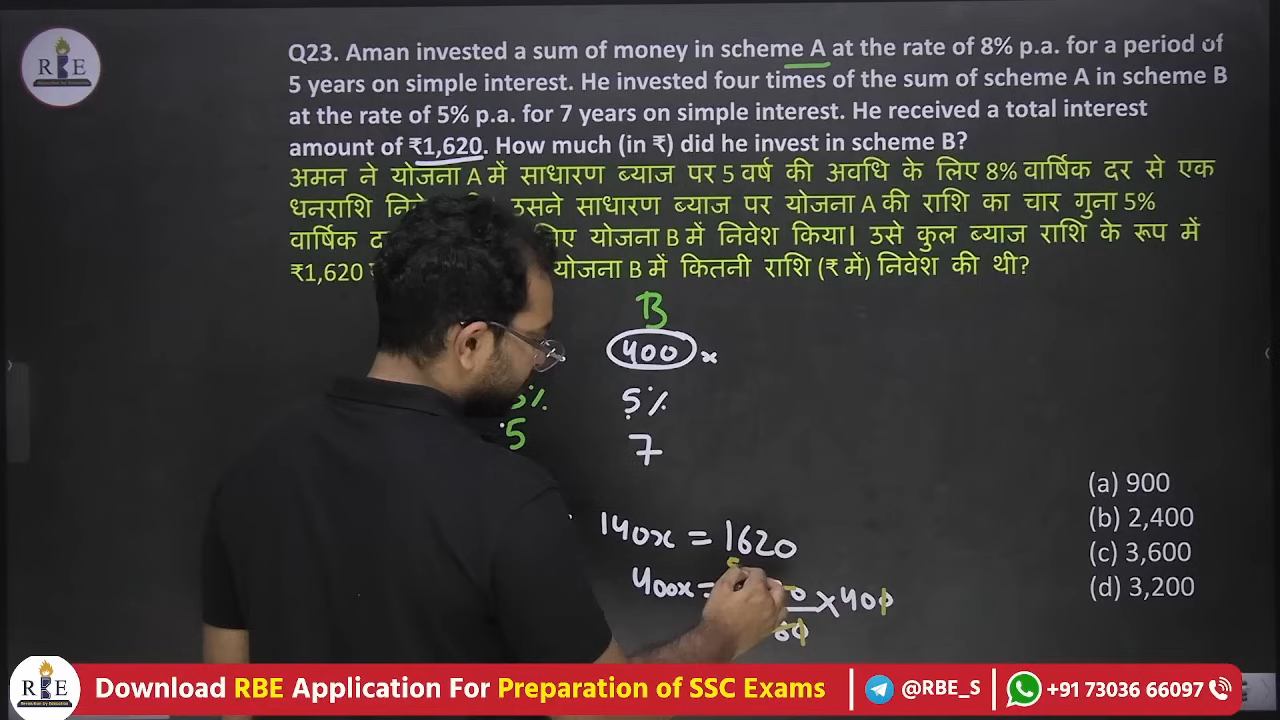 RBE
Q23. Aman invested a sum of money in scheme A at the rate of 8% p.a. for a period of
5 years on simple interest. He invested four times of the sum of scheme A in scheme B
at the rate of 5% p.a. for 7 years on simple interest. He received a total interest
amount of ₹1,620. How much (in ₹) did he invest in scheme B?
अमन ने योजना A में साधारण ब्याज पर 5 वर्ष की अवधि के लिए 8% वार्षिक दर से एक
धनराशि उसने साधारण ब्याज पर योजना A की राशि का चार गुना 5%
वार्षिक योजना B में निवेश किया। उसे कुल ब्याज राशि के रूप में
₹1,620 योजना B में कितनी राशि (₹ में) निवेश की थी?
B
400 x
% 5%
5 7
140x = 1620
400x = ×400
(a) 900
(b) 2,400
(c) 3,600
(d) 3,200
RBE
Download RBE Application For Preparation of SSC Exams
@RBE_S
+91 73036 66097